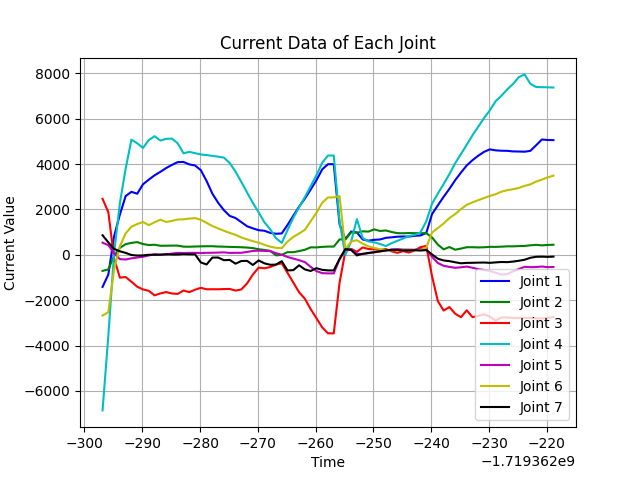 Current Data of Each Joint
Current Value
8000
6000
4000
2000
0
−2000
−4000
−6000
Joint 1
Joint 2
Joint 3
Joint 4
Joint 5
Joint 6
Joint 7
−300 −290 −280 −270 −260 −250 −240 −230 −220
−1.719362e9
Time